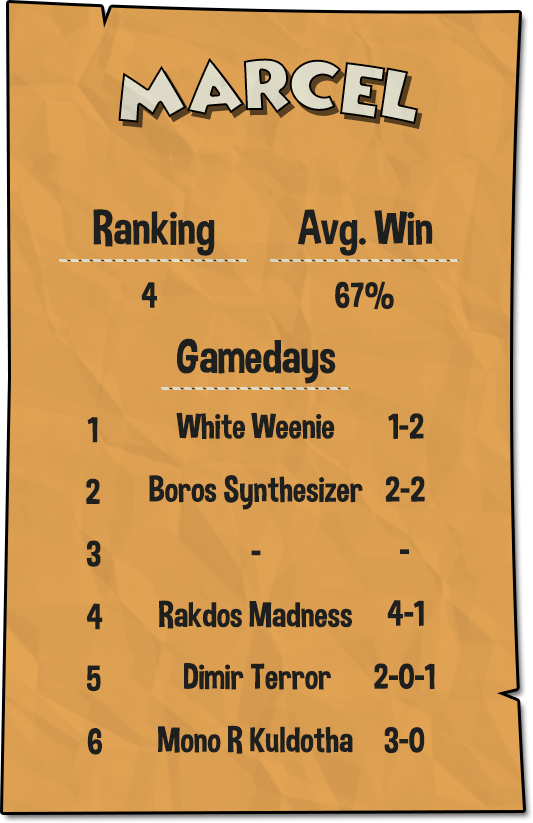 MARCEL
Ranking Avg. Win
4 67%
Gamedays
1 White Weenie 1-2
2 Boros Synthesizer 2-2
3 - -
4 Rakdos Madness 4-1
5 Dimir Terror 2-0-1
6 Mono R Kuldotha 3-0